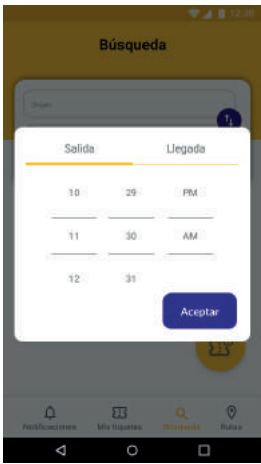 12:30
Búsqueda
Origen
Salida Llegada
10 29 PM
11 30 AM
12 31
Aceptar
Notificaciones Mis tiquetes Búsqueda Rutas